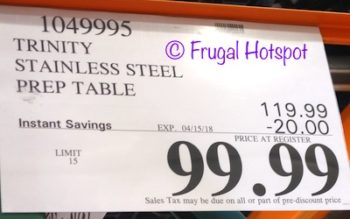 1049995
TRINITY
© Frugal Hotspot
STAINLESS STEEL
PREP TABLE
119.99
Instant Savings EXP. 04/15/18 -20.00
PRICE AT REGISTER
LIMIT
15
99.99
Sales Tax may be due on all or part of pre-discount price